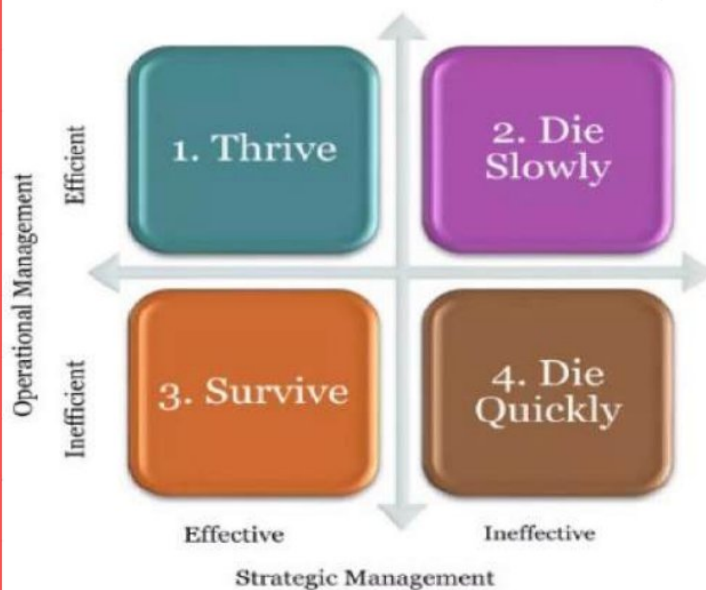 1. Thrive
2. Die
Slowly
3. Survive
4. Die
Quickly
Operational Management
Efficient
Inefficient
Effective
Ineffective
Strategic Management